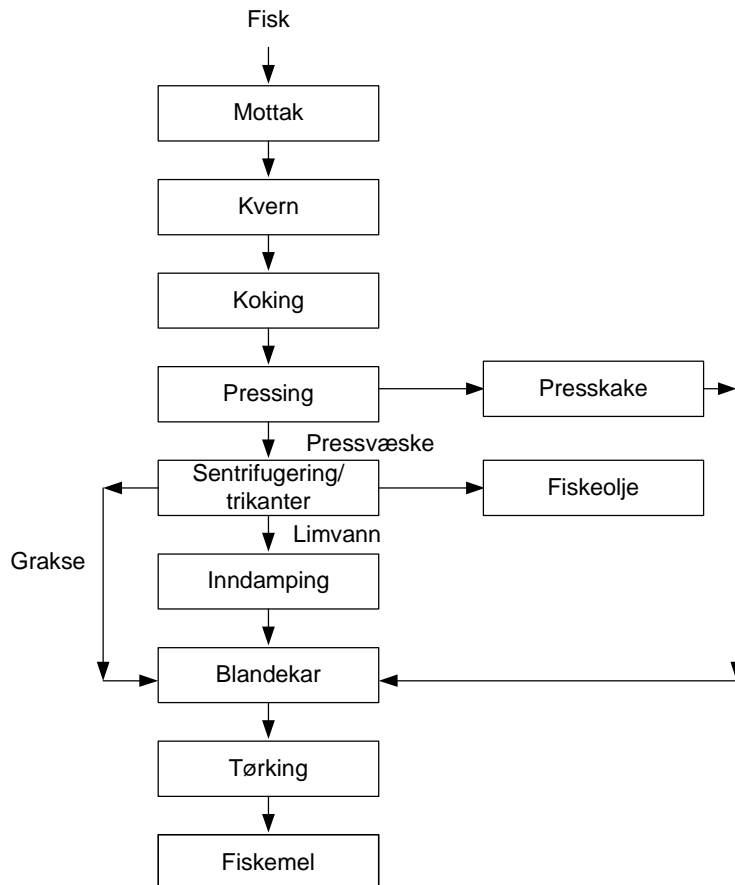 Fisk
Mottak
Kvern
Koking
Pressing
Presskake
Pressvæske
Sentrifugering/
trikanter
Fiskeolje
Limvann
Grakse
Inndamping
Blandekar
Tørking
Fiskemel